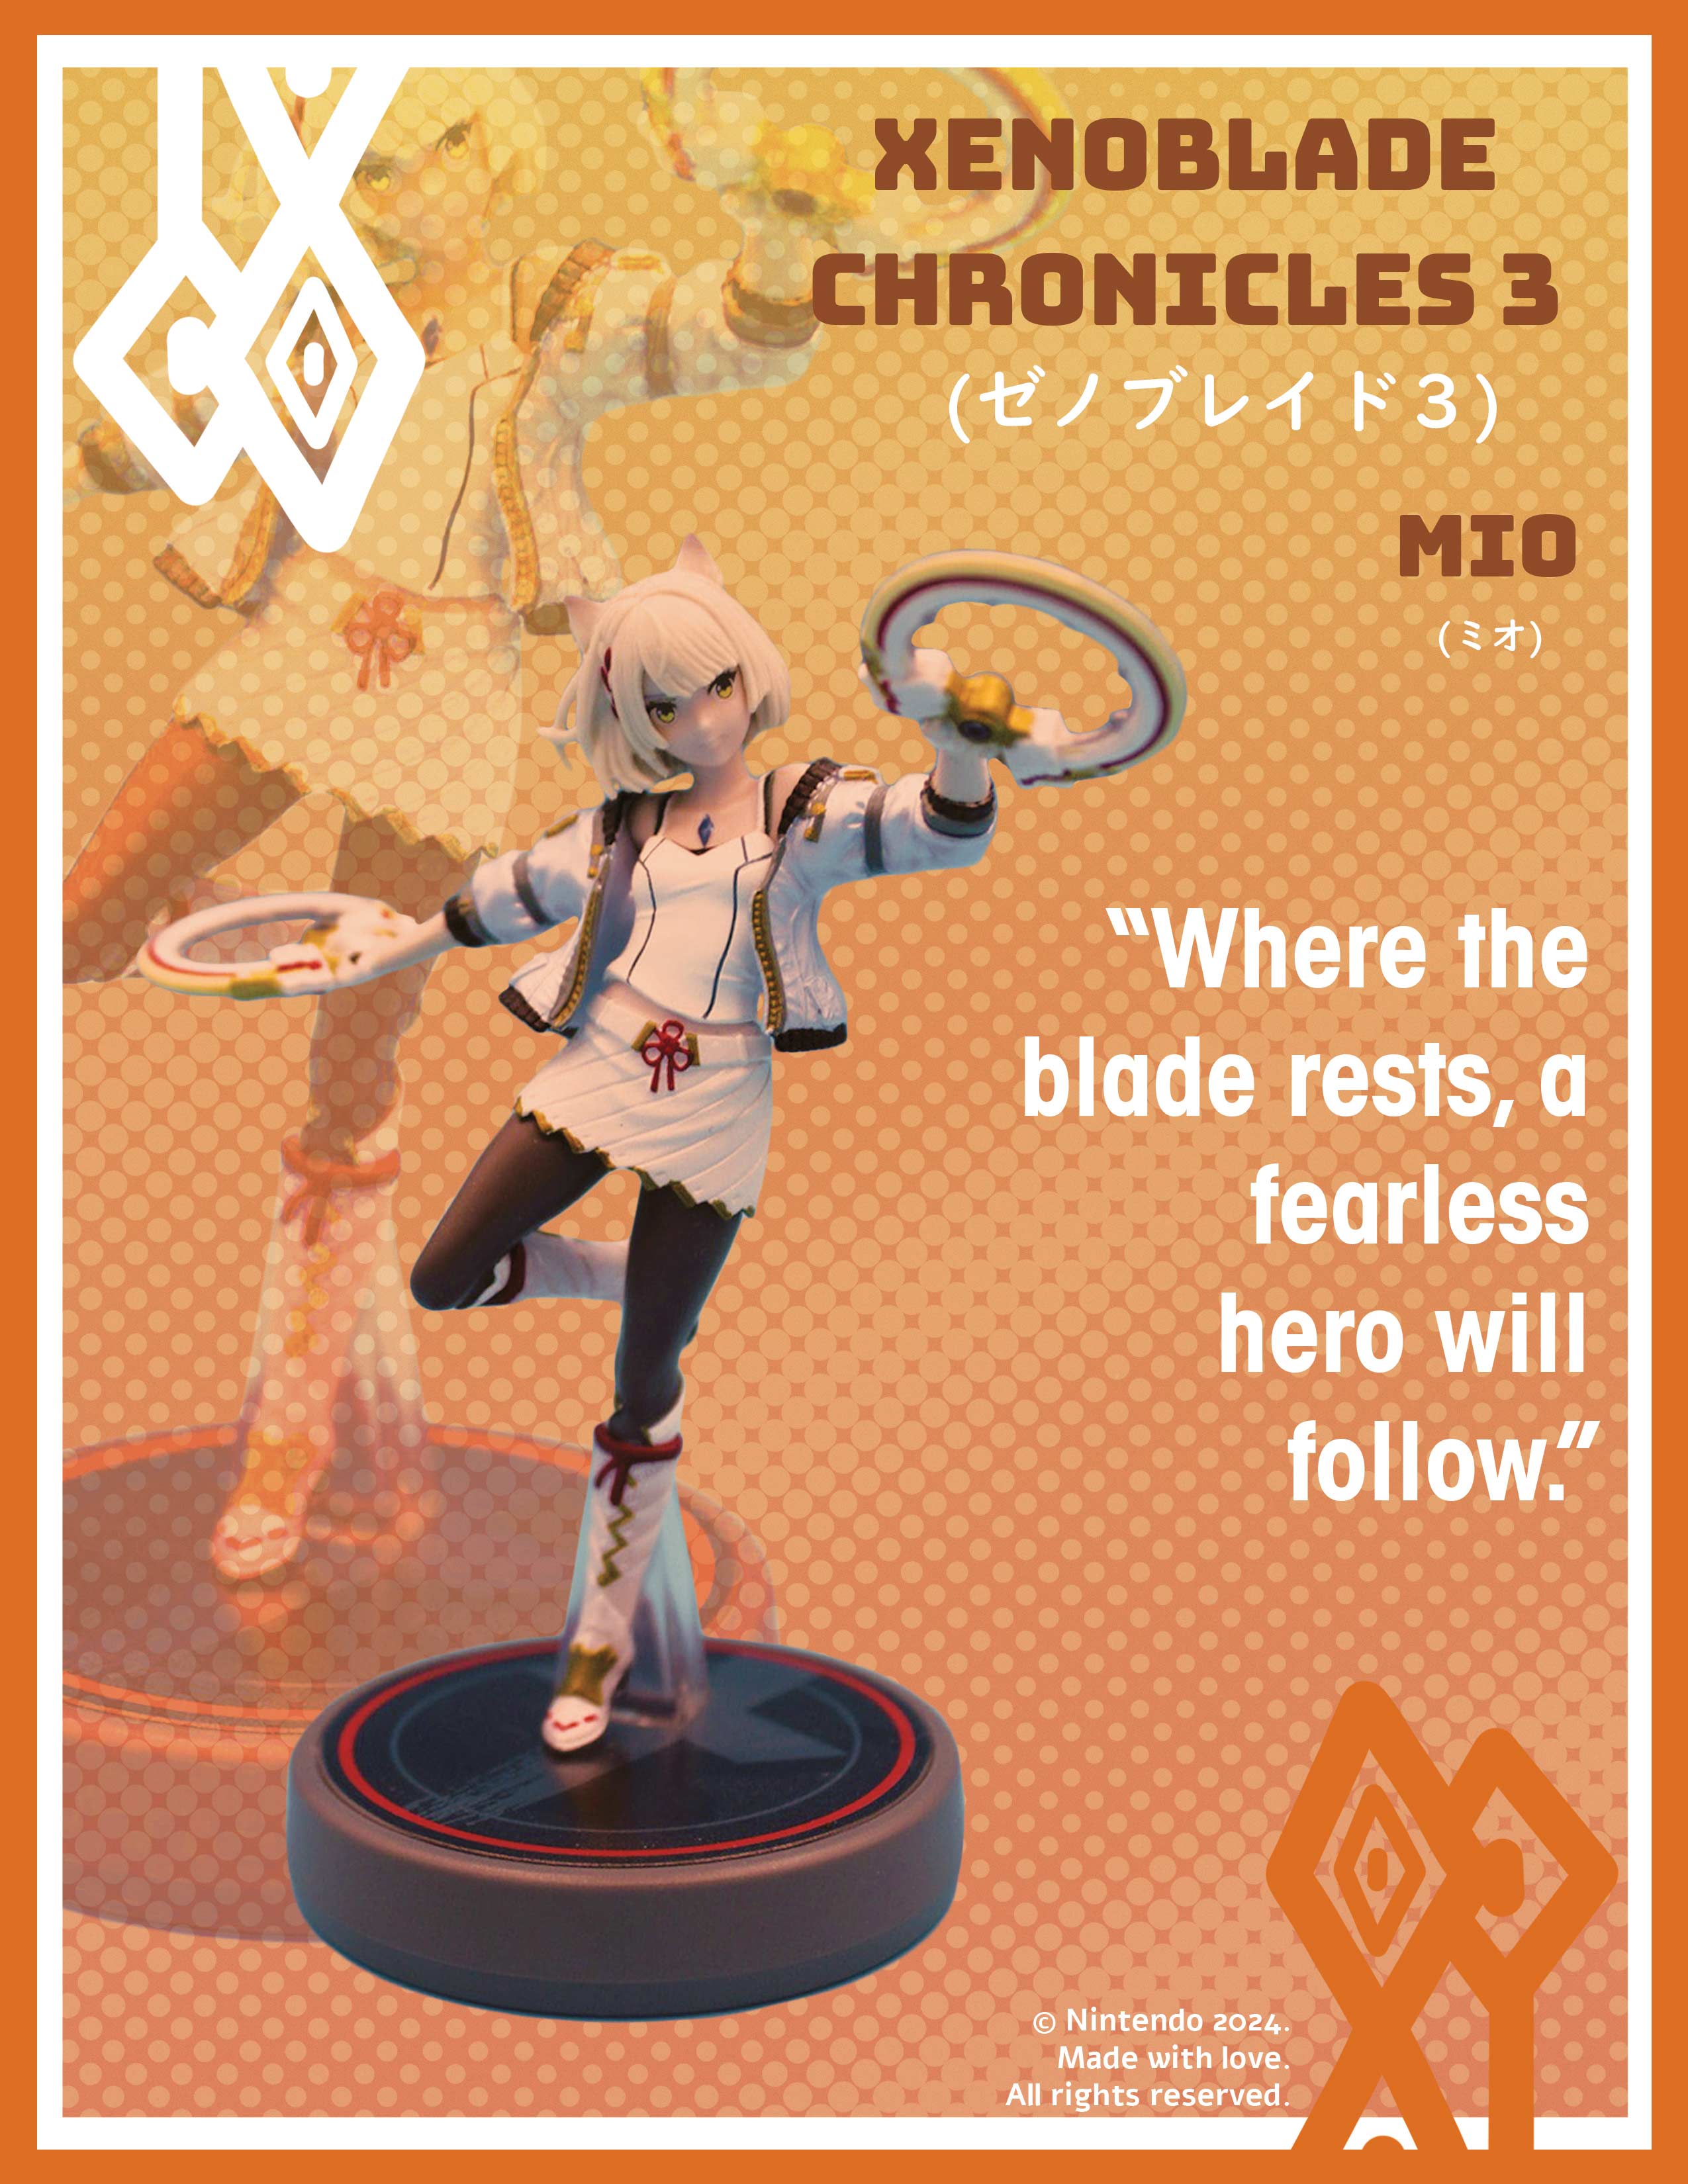 XENOBLADE
CHRONICLES 3
(ゼノブレイド３)
MIO
(ミオ)
“Where the
blade rests, a
fearless
hero will
follow.”
© Nintendo 2024.
Made with love.
All rights reserved.